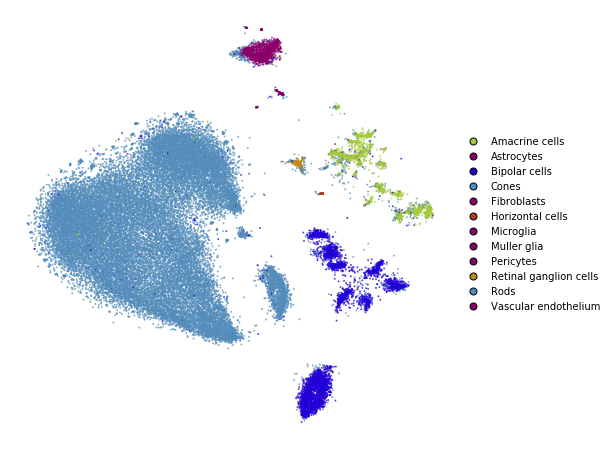 Amacrine cells
Astrocytes
Bipolar cells
Cones
Fibroblasts
Horizontal cells
Microglia
Muller glia
Pericytes
Retinal ganglion cells
Rods
Vascular endothelium